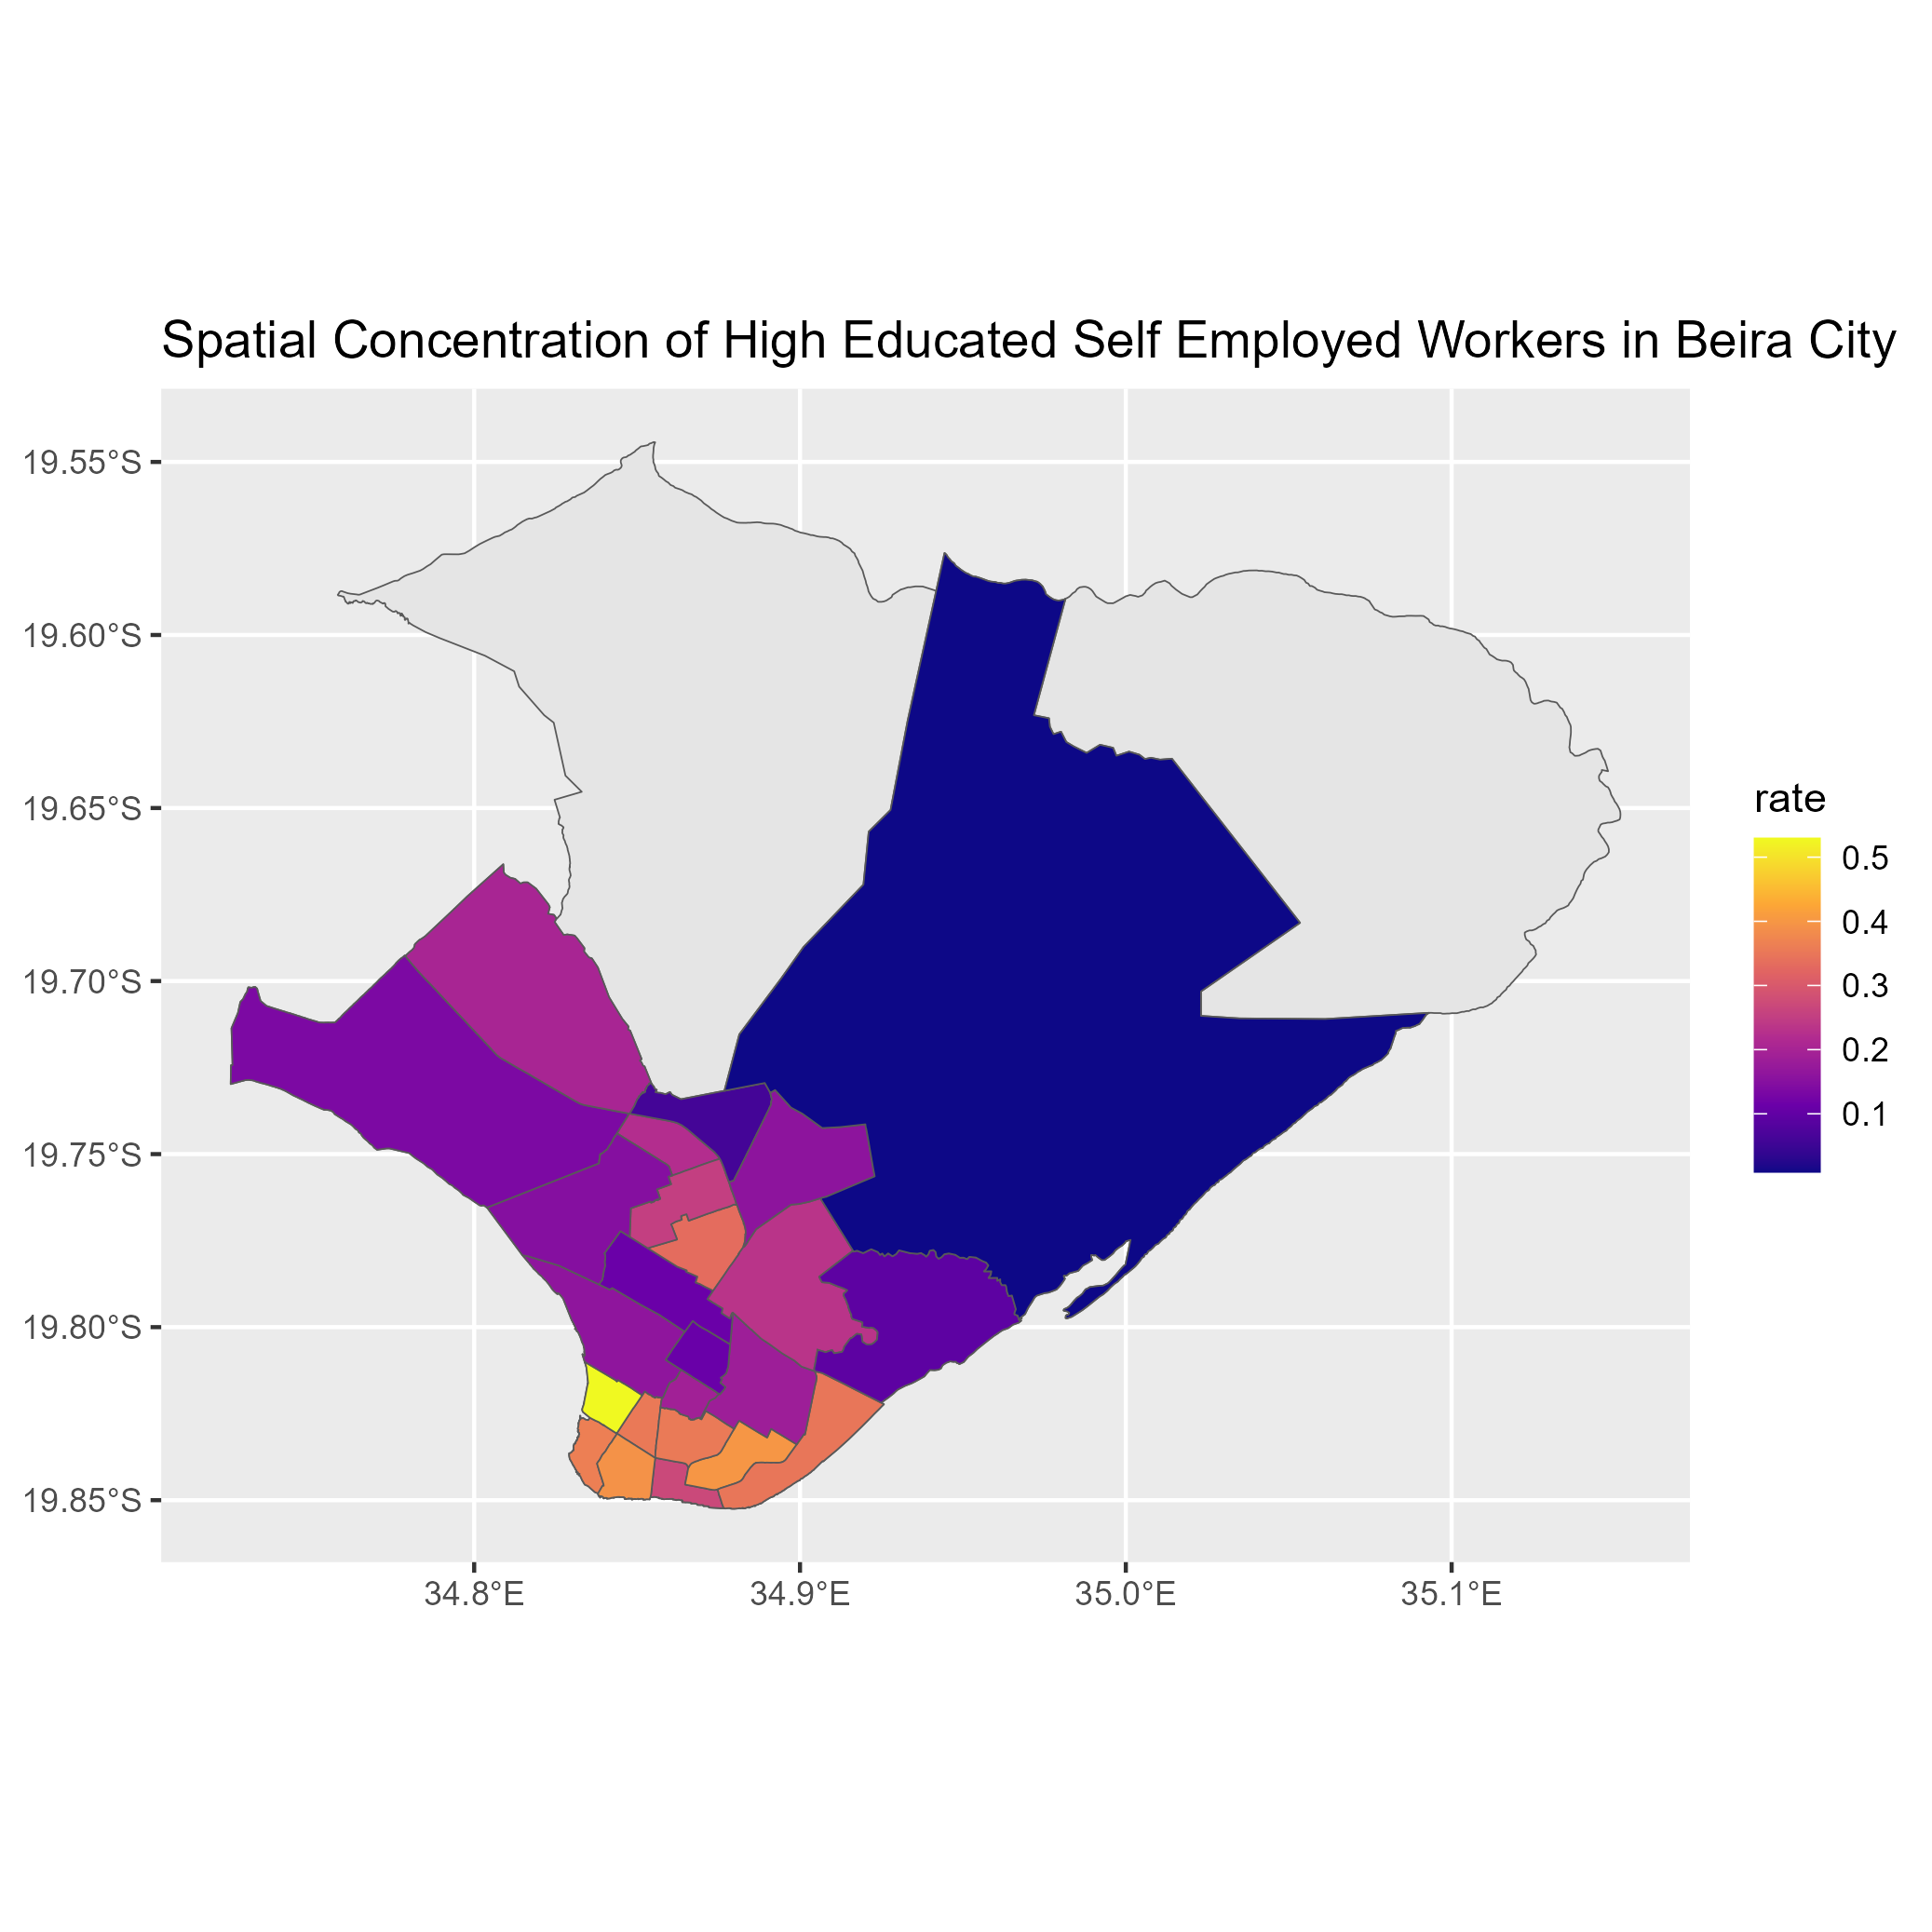 Spatial Concentration of High Educated Self Employed Workers in Beira City
19.55°S
19.60°S
19.65°S
19.70°S
19.75°S
19.80°S
19.85°S
34.8°E
34.9°E
35.0°E
35.1°E
rate
0.5
0.4
0.3
0.2
0.1